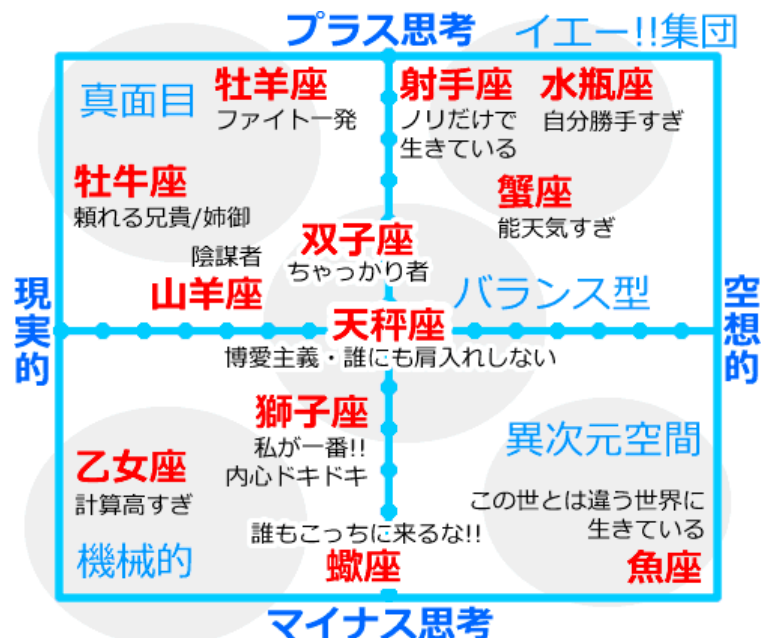 プラス思考
イエー!!集団
真面目
牡羊座
ファイト一発
射手座
ノリだけで
生きている
水瓶座
自分勝手すぎ
牡牛座
頼れる兄貴/姉御
蟹座
能天気すぎ
双子座
ちゃっかり者
陰謀者
山羊座
バランス型
現実的
天秤座
空想的
博愛主義・誰にも肩入れしない
獅子座
私が一番!!
内心ドキドキ
異次元空間
乙女座
計算高すぎ
この世とは違う世界に
生きている
誰もこっちに来るな!!
機械的
蠍座
魚座
マイナス思考